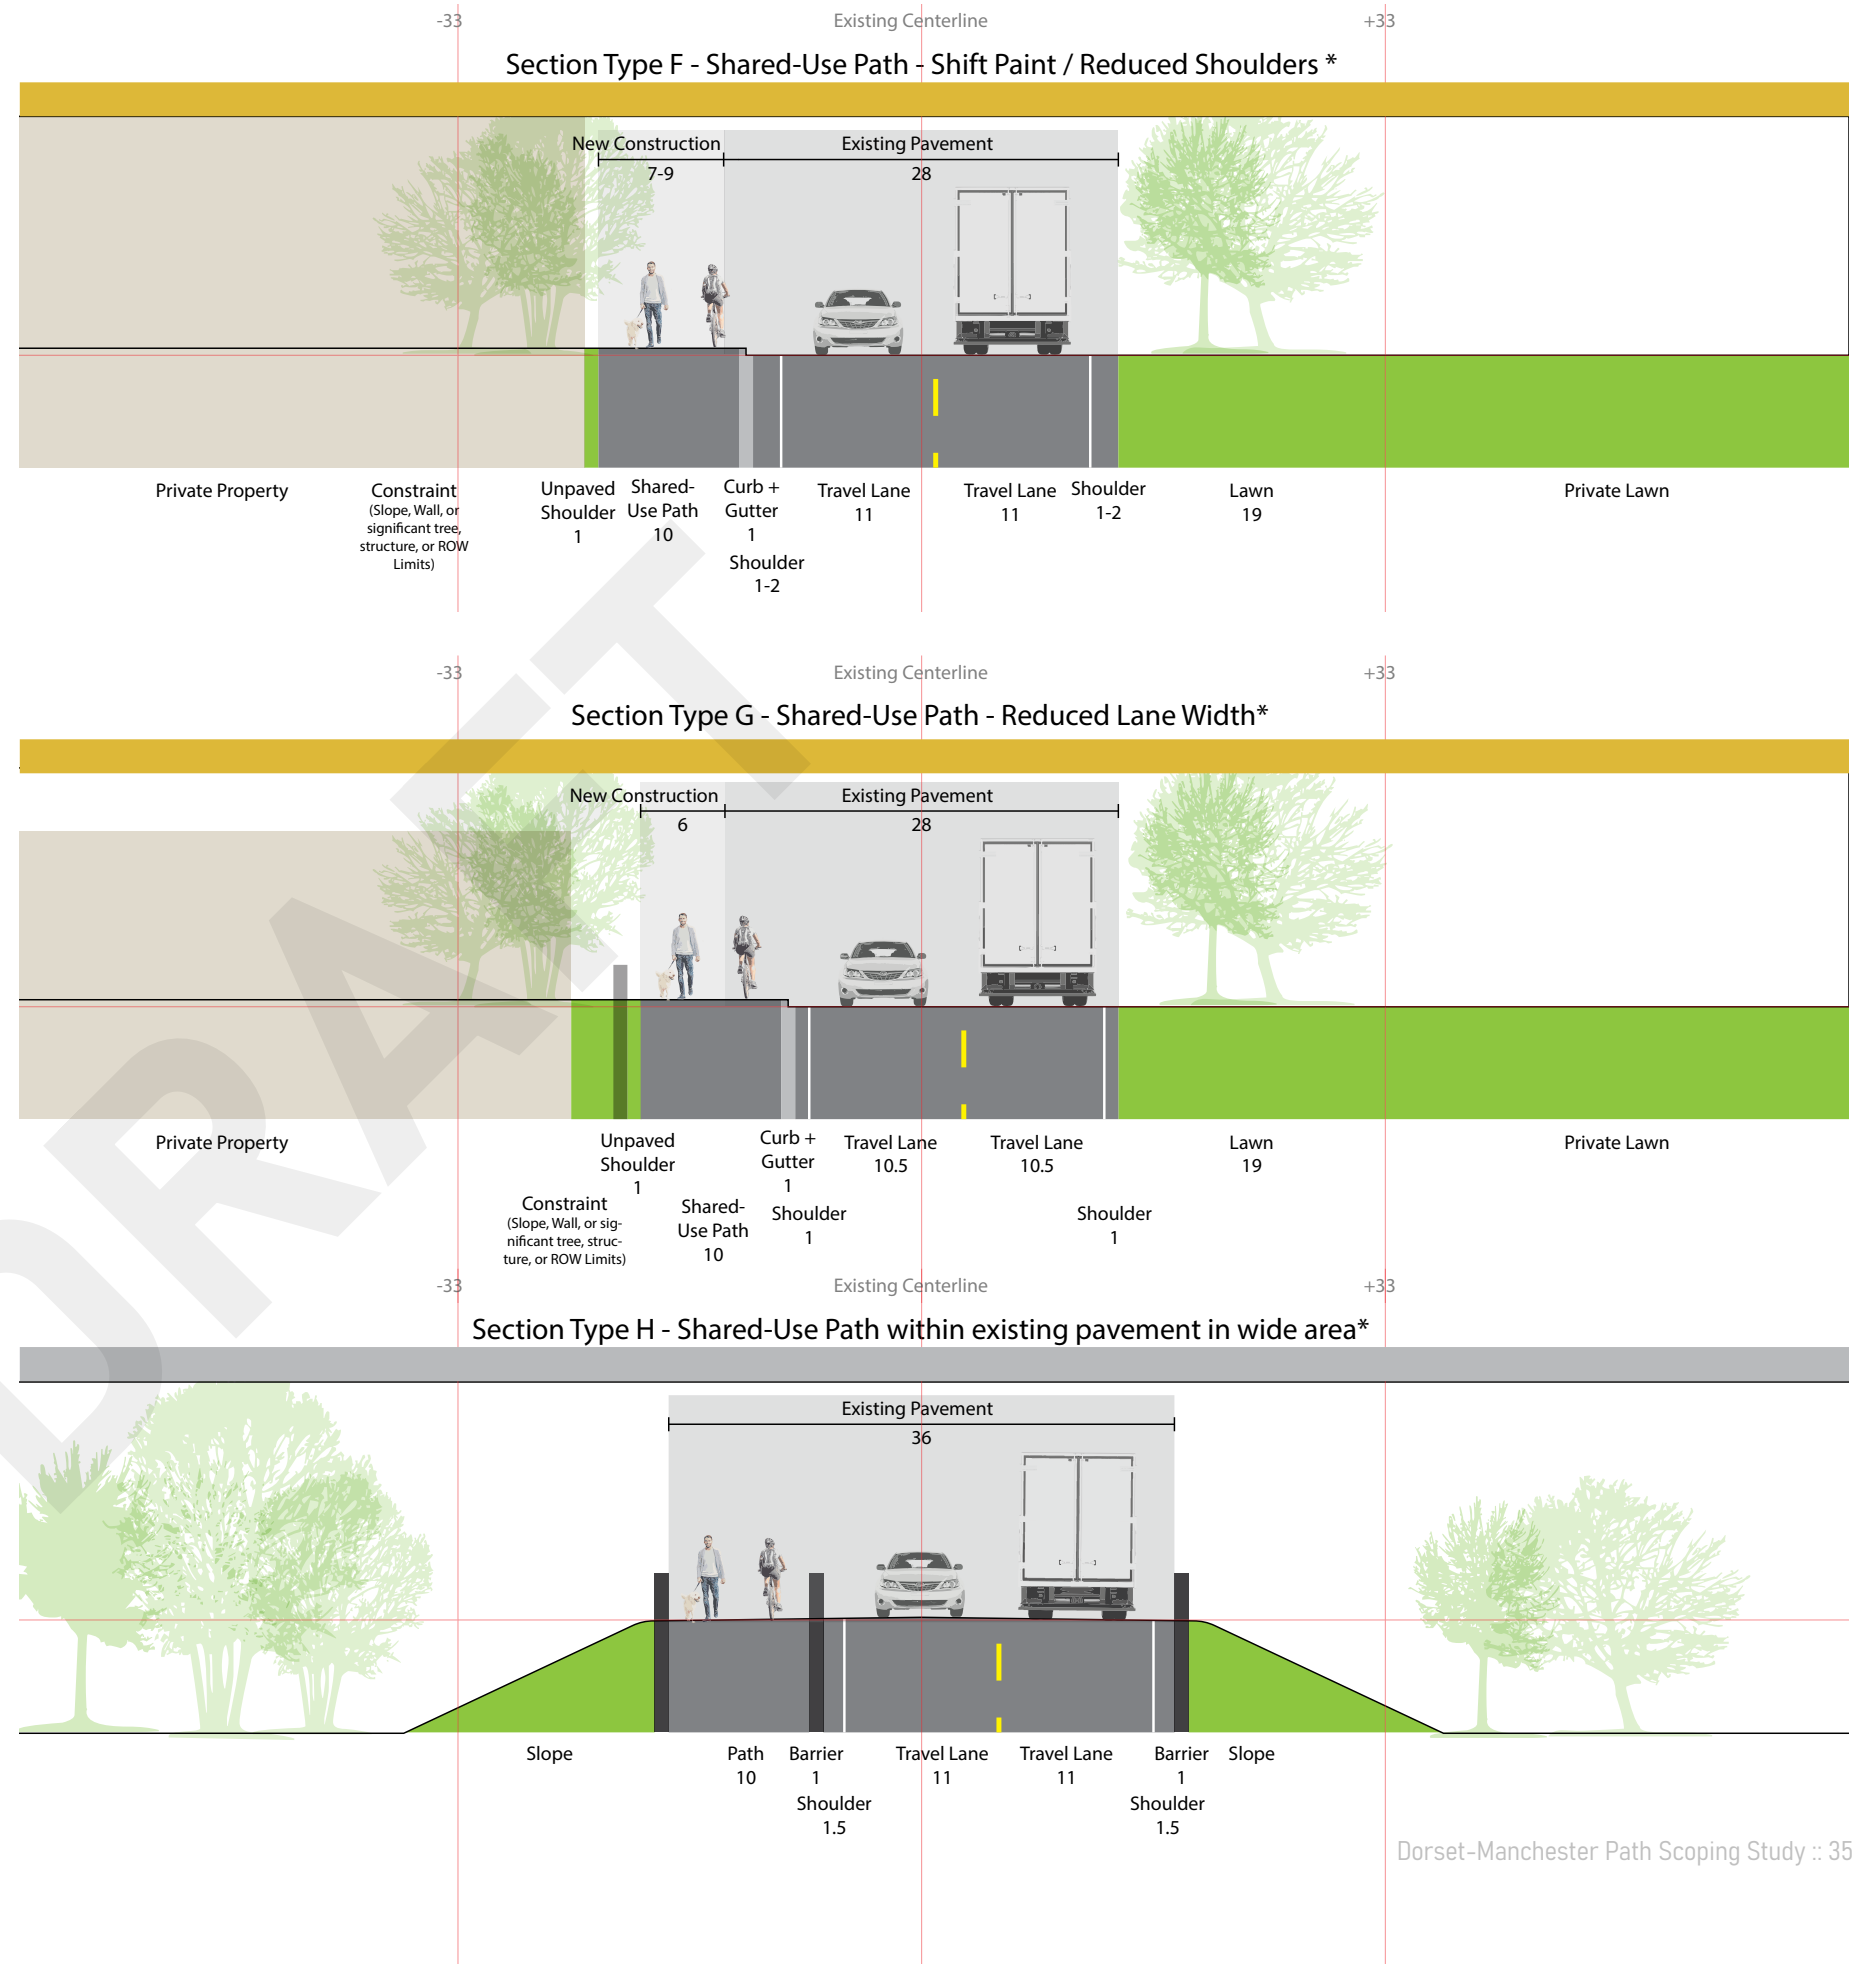 -33 Existing Centerline +33
Section Type F - Shared-Use Path - Shift Paint / Reduced Shoulders *
New Construction Existing Pavement
7-9 28
Private Property
Constraint
(Slope, Wall, or
significant tree,
structure, or ROW
Limits)
Unpaved
Shoulder
1
Shared-
Use Path
10
Curb +
Gutter
1
Shoulder
1-2
Travel Lane
11
Travel Lane
11
Shoulder
1-2
Lawn
19
Private Lawn
-33 Existing Centerline +33
Section Type G - Shared-Use Path - Reduced Lane Width*
New Construction Existing Pavement
6 28
Private Property
Constraint
(Slope, Wall, or sig-
nificant tree, struc-
ture, or ROW Limits)
Unpaved
Shoulder
1
Shared-
Use Path
10
Curb +
Gutter
1
Shoulder
1
Travel Lane
10.5
Travel Lane
10.5
Shoulder
1
Lawn
19
Private Lawn
-33 Existing Centerline +33
Section Type H - Shared-Use Path within existing pavement in wide area*
Existing Pavement
36
Slope
Path
10
Barrier
1
Shoulder
1.5
Travel Lane
11
Travel Lane
11
Barrier
1
Shoulder
1.5
Slope
Dorset-Manchester Path Scoping Study :: 35
DRAFT